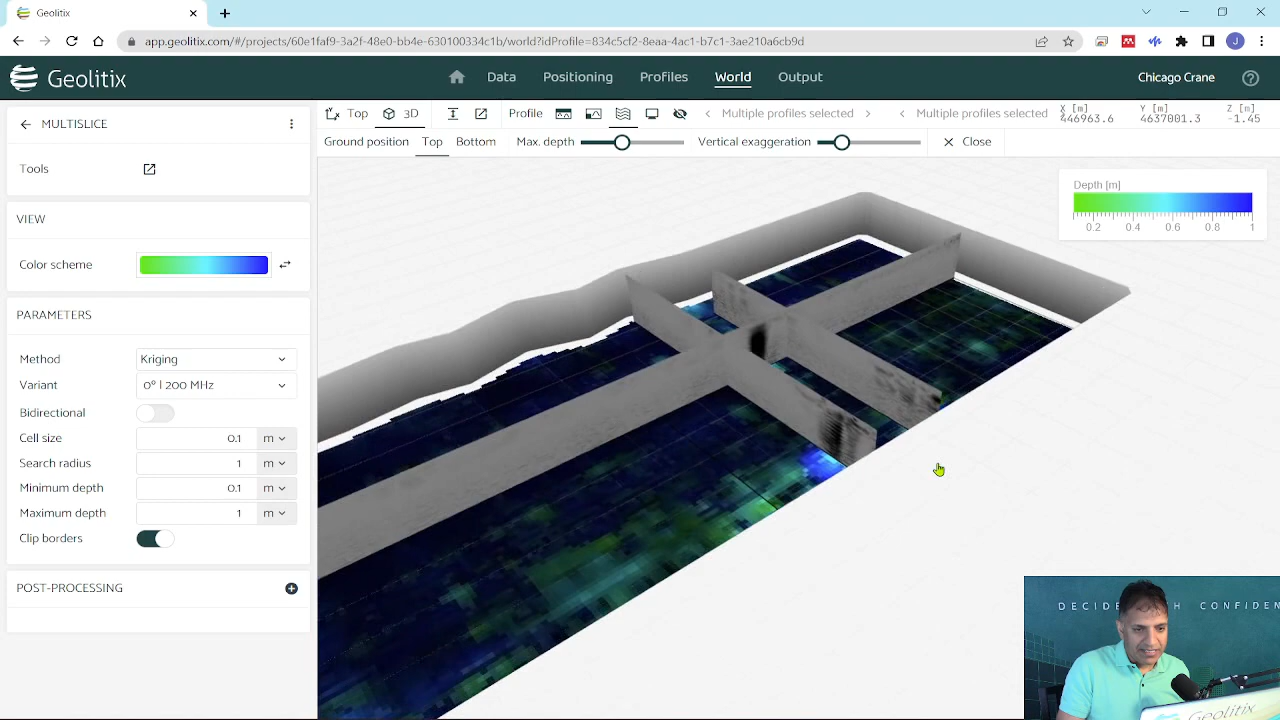 Geolitix
app.geolitix.com/#/projects/60e1faf9-3a2f-48e0-bb4e-630100334c1b/world?idProfile=834c5cf2-8eaa-4ac1-b7c1-3ae210a6cb9d
J
Geolitix
Data
Positioning
Profiles
World
Output
Chicago Crane
MULTISLICE
Top
3D
Profile
Multiple profiles selected
Multiple profiles selected
X [m]
446963.6
Y [m]
4637001.3
Z [m]
-1.45
Ground position
Top
Bottom
Max. depth
Vertical exaggeration
Close
Tools
Depth [m]
0.2 0.4 0.6 0.8 1
VIEW
Color scheme
PARAMETERS
Method Kriging
Variant 0° | 200 MHz
Bidirectional
Cell size 0.1 m
Search radius 1 m
Minimum depth 0.1 m
Maximum depth 1 m
Clip borders
POST-PROCESSING
DECIDE
TH CONFIDEN
Geolitix